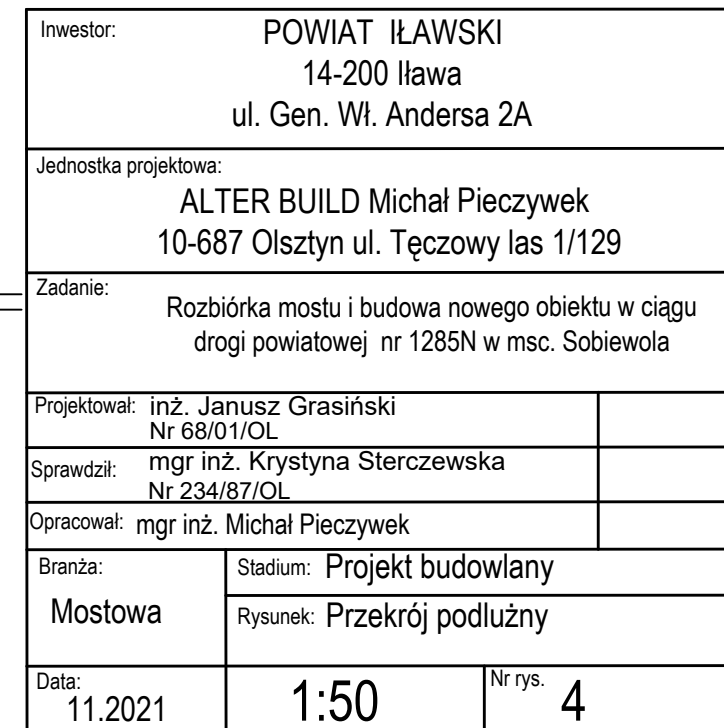 Inwestor: POWIAT IŁAWSKI
14-200 Iława
ul. Gen. Wł. Andersa 2A
Jednostka projektowa:
ALTER BUILD Michał Pieczywek
10-687 Olsztyn ul. Tęczowy las 1/129
Zadanie:
Rozbiórka mostu i budowa nowego obiektu w ciągu
drogi powiatowej nr 1285N w msc. Sobiewola
Projektował: inż. Janusz Grasiński
Nr 68/01/OL
Sprawdził: mgr inż. Krystyna Sterczewska
Nr 234/87/OL
Opracował: mgr inż. Michał Pieczywek
Branża:
Mostowa
Stadium: Projekt budowlany
Rysunek: Przekrój podlużny
Data:
11.2021
1:50
Nr rys. 4